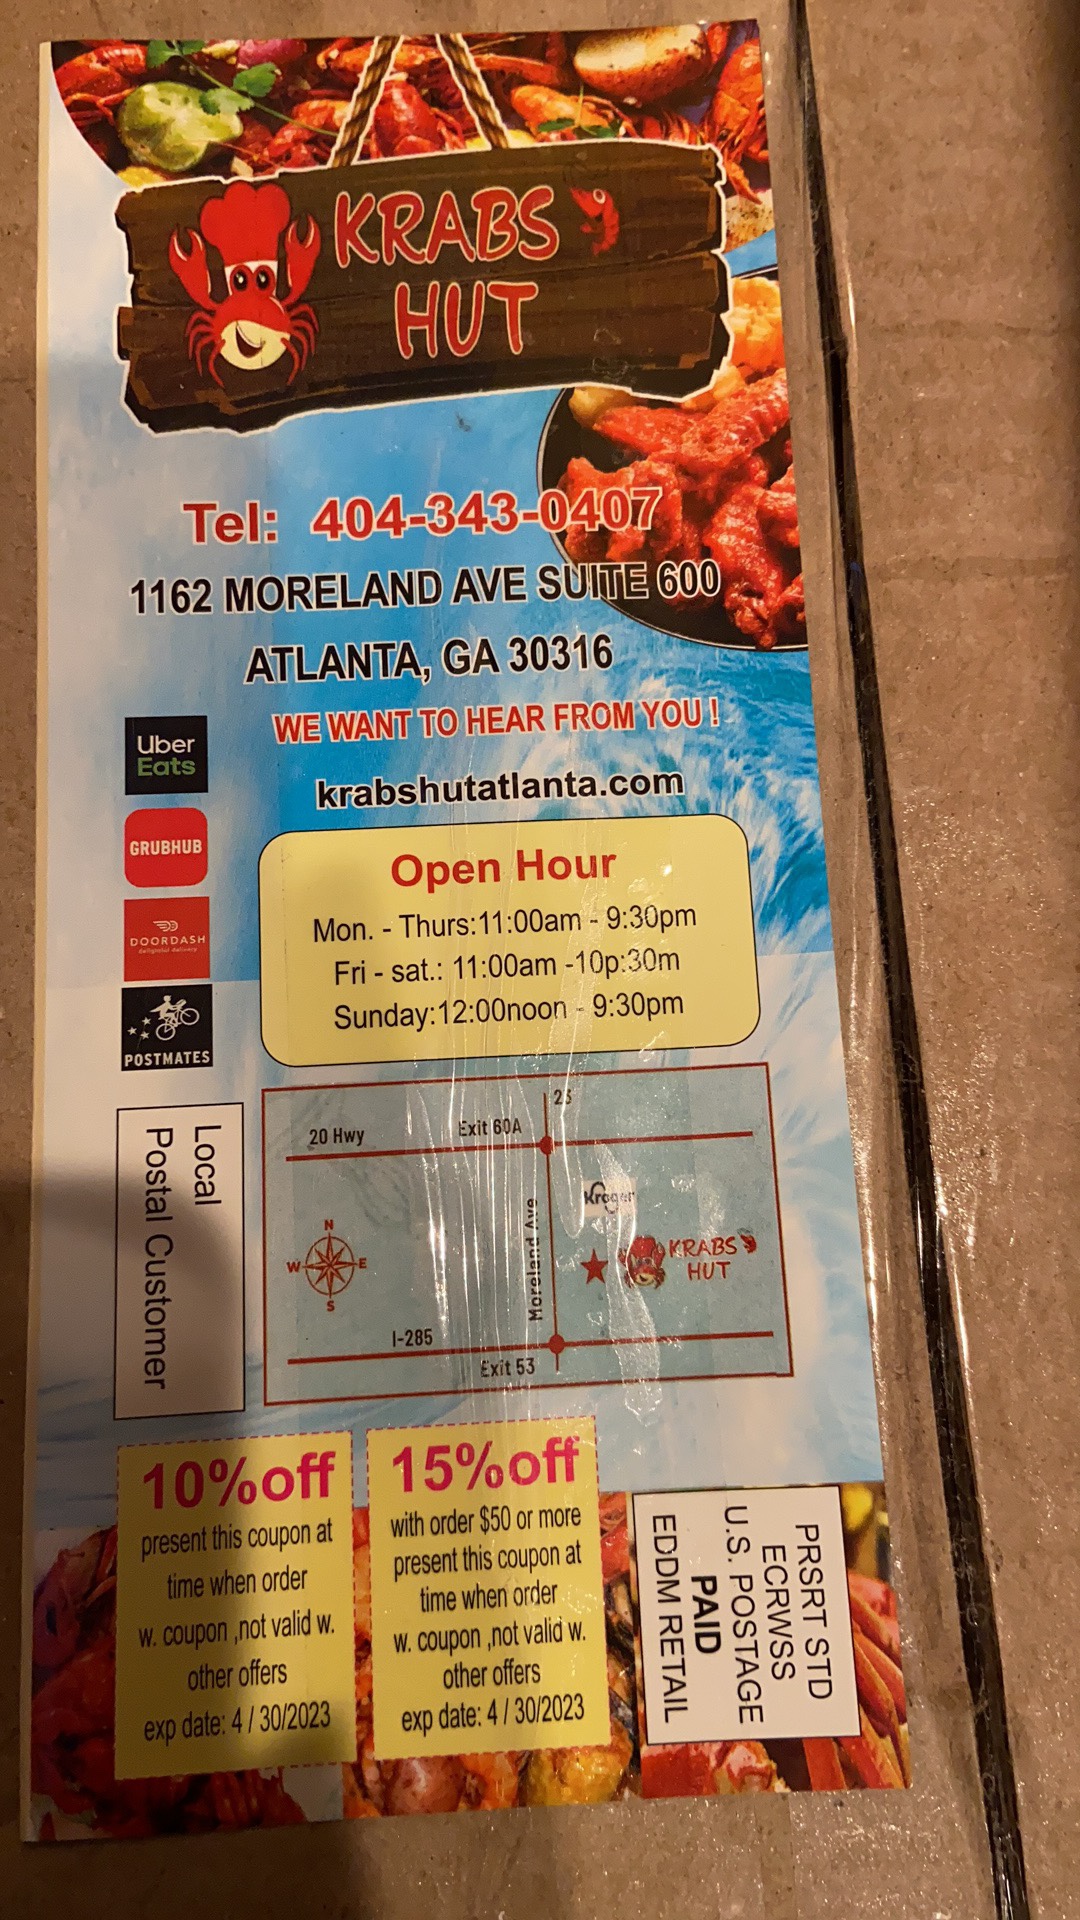 KRABS
HUT
Tel: 404-343-0407
1162 MORELAND AVE SUITE 600
ATLANTA, GA 30316
WE WANT TO HEAR FROM YOU !
krabshutatlanta.com
Uber
Eats
GRUBHUB
DOORDASH
delightful delivery
POSTMATES
Open Hour
Mon. - Thurs:11:00am - 9:30pm
Fri - sat.: 11:00am -10p:30m
Sunday:12:00noon - 9:30pm
Local
Postal Customer
23
20 Hwy
Exit 60A
Kroger
Moreland Ave
N
W
E
S
KRABS
HUT
I-285
Exit 53
10%off
present this coupon at
time when order
w. coupon ,not valid w.
other offers
exp date: 4 / 30/2023
15%off
with order $50 or more
present this coupon at
time when order
w. coupon ,not valid w.
other offers
exp date: 4 / 30/2023
PRSRT STD
ECRWSS
U.S. POSTAGE
PAID
EDDM RETAIL